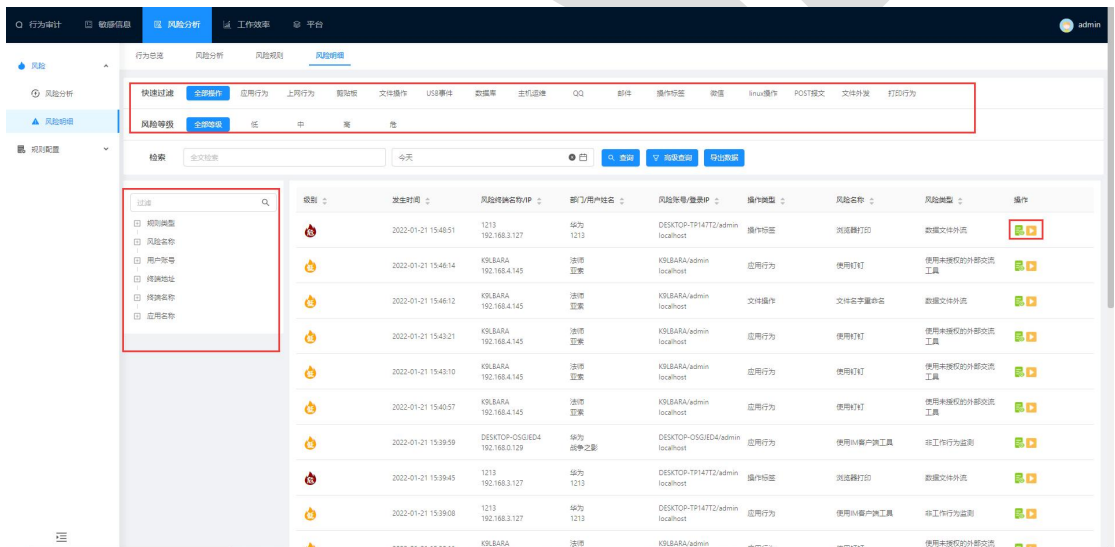 行为审计 敏感信息 风险分析 工作效率 平台 admin
风险 行为总览 风险分析 风险规则 风险明细
风险分析
风险明细
规则配置
快速过滤 全部操作 应用行为 上网行为 剪贴板 文件操作 USB事件 数据库 主机运维 QQ 邮件 操作标签 微信 linux操作 POST报文 文件外发 打印行为
风险等级 全部等级 低 中 高 危
检索 全文检索 今天 查询 高级查询 导出数据
过滤
规则类型
风险名称
用户账号
终端地址
终端名称
应用名称
级别 发生时间 风险终端名称/IP 部门/用户姓名 风险账号/登录IP 操作类型 风险名称 风险类型 操作
危 2022-01-21 15:48:51 1213 华为 DESKTOP-TP147T2/admin 操作标签 浏览器打印 数据文件外流
192.168.3.127 1213 localhost
低 2022-01-21 15:46:14 K9LBARA 法师 K9LBARA/admin 应用行为 使用钉钉 使用未授权的外部交流
192.168.4.145 亚索 localhost 工具
低 2022-01-21 15:46:12 K9LBARA 法师 K9LBARA/admin 文件操作 文件名字重命名 数据文件外流
192.168.4.145 亚索 localhost
低 2022-01-21 15:43:21 K9LBARA 法师 K9LBARA/admin 应用行为 使用钉钉 使用未授权的外部交流
192.168.4.145 亚索 localhost 工具
低 2022-01-21 15:43:10 K9LBARA 法师 K9LBARA/admin 应用行为 使用钉钉 使用未授权的外部交流
192.168.4.145 亚索 localhost 工具
低 2022-01-21 15:40:57 K9LBARA 法师 K9LBARA/admin 应用行为 使用钉钉 使用未授权的外部交流
192.168.4.145 亚索 localhost 工具
低 2022-01-21 15:39:59 DESKTOP-OSGJED4 华为 DESKTOP-OSGJED4/admin 应用行为 使用IM客户端工具 非工作行为监测
192.168.0.129 战争之影 localhost
危 2022-01-21 15:39:45 1213 华为 DESKTOP-TP147T2/admin 操作标签 浏览器打印 数据文件外流
192.168.3.127 1213 localhost
低 2022-01-21 15:39:08 1213 华为 DESKTOP-TP147T2/admin 应用行为 使用IM客户端工具 非工作行为监测
192.168.3.127 1213 localhost
K9LBARA 法师 K9LBARA/admin 使用未授权的外部交流